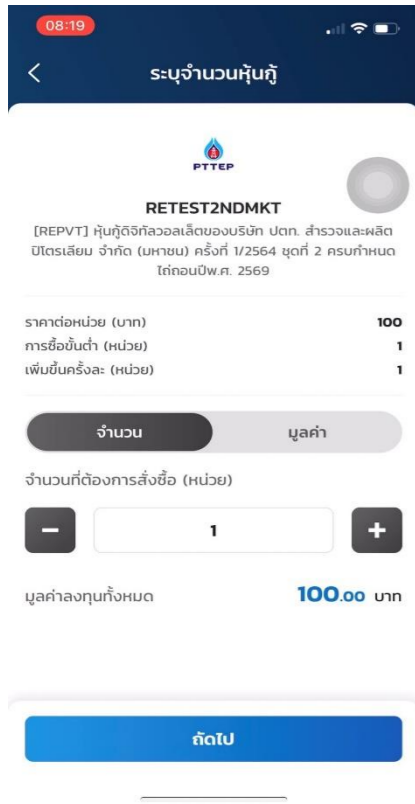 08:19
ระบุจำนวนหุ้นกู้
PTTEP
RETEST2NDMKT
[REPVT] หุ้นกู้ดิจิทัลวอลเล็ตของบริษัท ปตท. สำรวจและผลิต
ปิโตรเลียม จำกัด (มหาชน) ครั้งที่ 1/2564 ชุดที่ 2 ครบกำหนด
ไถ่ถอนปีพ.ศ. 2569
ราคาต่อหน่วย (บาท) 100
การซื้อขั้นต่ำ (หน่วย) 1
เพิ่มขึ้นครั้งละ (หน่วย) 1
จำนวน มูลค่า
จำนวนที่ต้องการสั่งซื้อ (หน่วย)
− 1 +
มูลค่าลงทุนทั้งหมด 100.00 บาท
ถัดไป